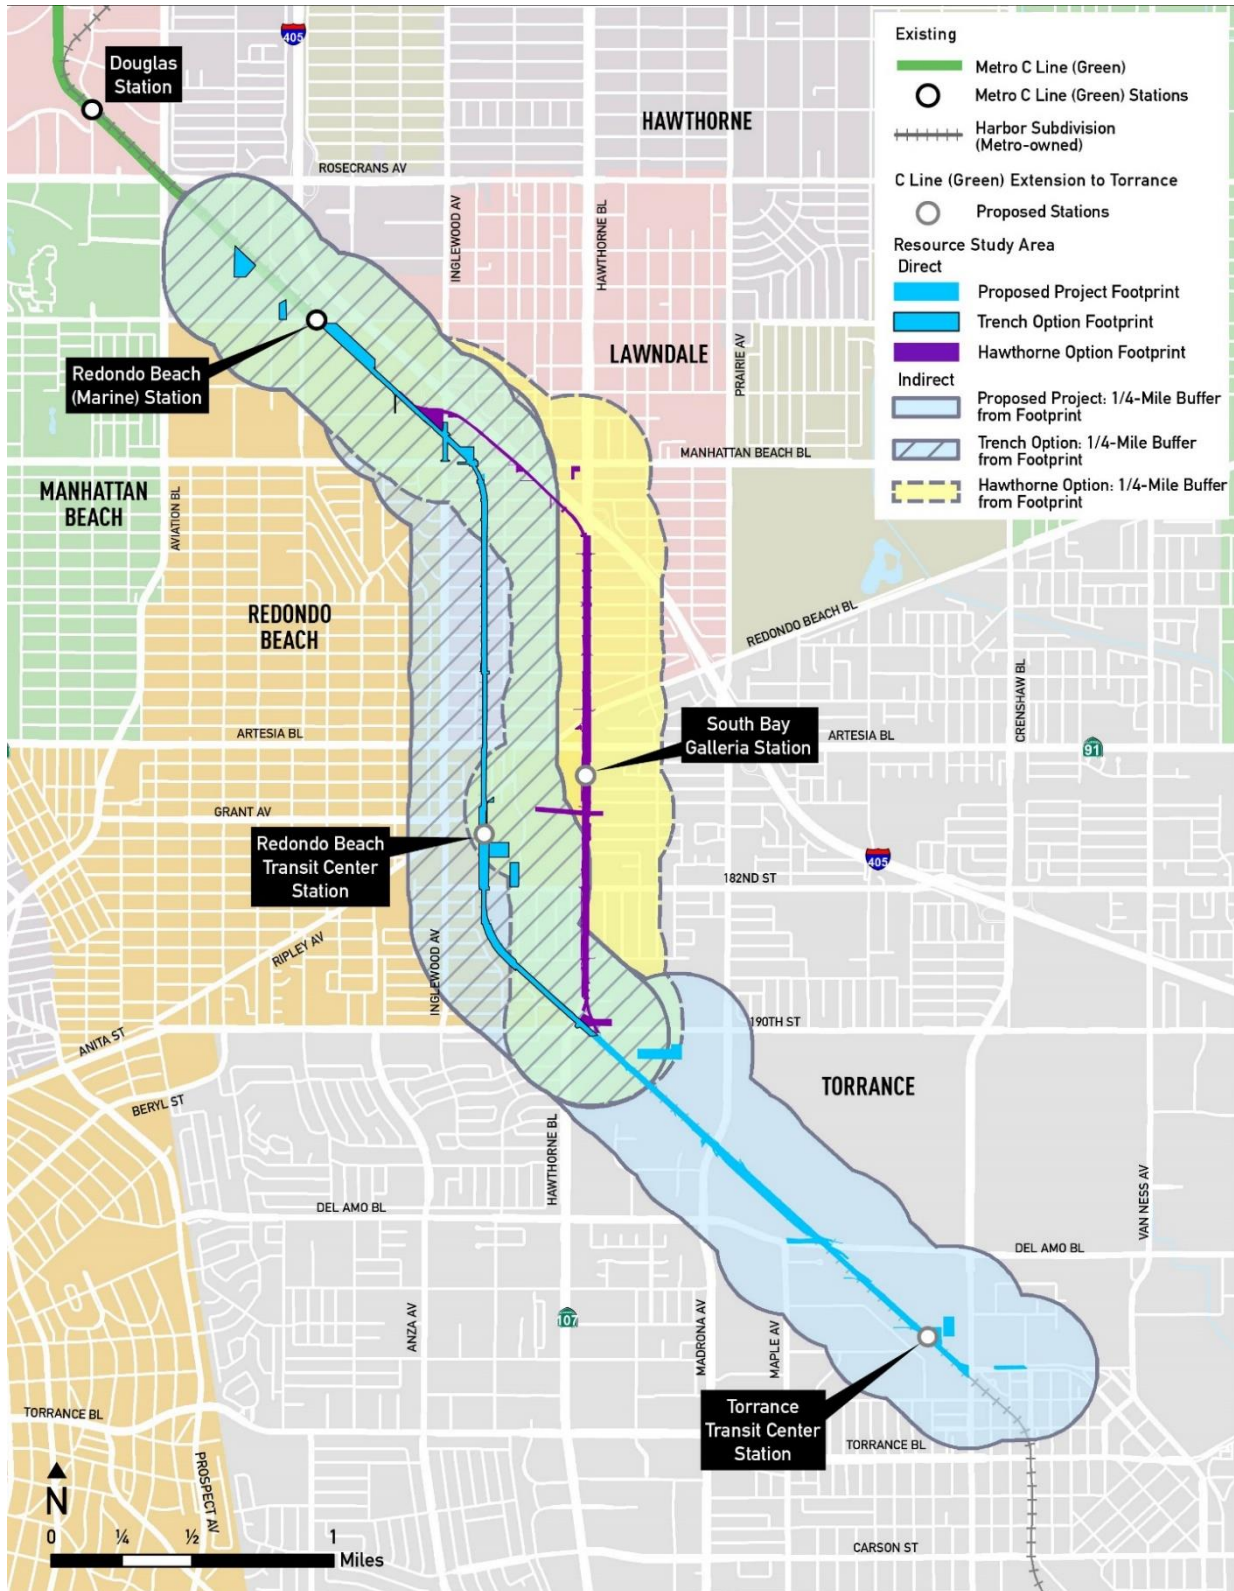 405
Douglas
Station
HAWTHORNE
ROSECRANS AV
INGLEWOOD AV
HAWTHORNE BL
Existing
Metro C Line (Green)
Metro C Line (Green) Stations
Harbor Subdivision
(Metro-owned)
C Line (Green) Extension to Torrance
Proposed Stations
Resource Study Area
Direct
Proposed Project Footprint
Trench Option Footprint
Hawthorne Option Footprint
Indirect
Proposed Project: 1/4-Mile Buffer
from Footprint
Trench Option: 1/4-Mile Buffer
from Footprint
Hawthorne Option: 1/4-Mile Buffer
from Footprint
LAWNDALE
PRAIRIE AV
Redondo Beach
(Marine) Station
MANHATTAN BEACH BL
MANHATTAN
BEACH
AVIATION BL
REDONDO
BEACH
REDONDO BEACH BL
CRENSHAW BL
ARTESIA BL
South Bay
Galleria Station
ARTESIA BL
91
GRANT AV
Redondo Beach
Transit Center
Station
405
182ND ST
RIPLEY AV
INGLEWOOD AV
ANITA ST
190TH ST
BERYL ST
TORRANCE
HAWTHORNE BL
DEL AMO BL
VAN NESS AV
DEL AMO BL
ANZA AV
107
MADRONA AV
MAPLE AV
Torrance
Transit Center
Station
TORRANCE BL
TORRANCE BL
PROSPECT AV
N
0 ¼ ½ 1
Miles
CARSON ST